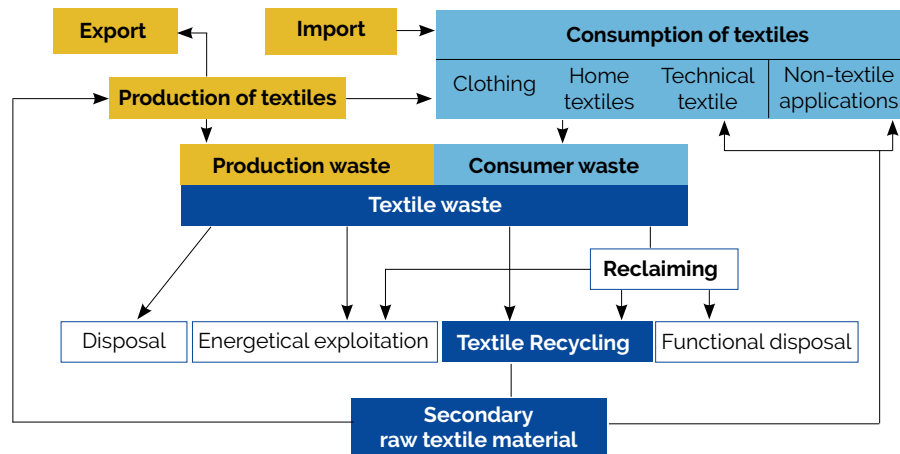 Export
Import
Consumption of textiles
Production of textiles
Clothing
Home
textiles
Technical
textile
Non-textile
applications
Production waste
Consumer waste
Textile waste
Reclaiming
Disposal
Energetical exploitation
Textile Recycling
Functional disposal
Secondary
raw textile material